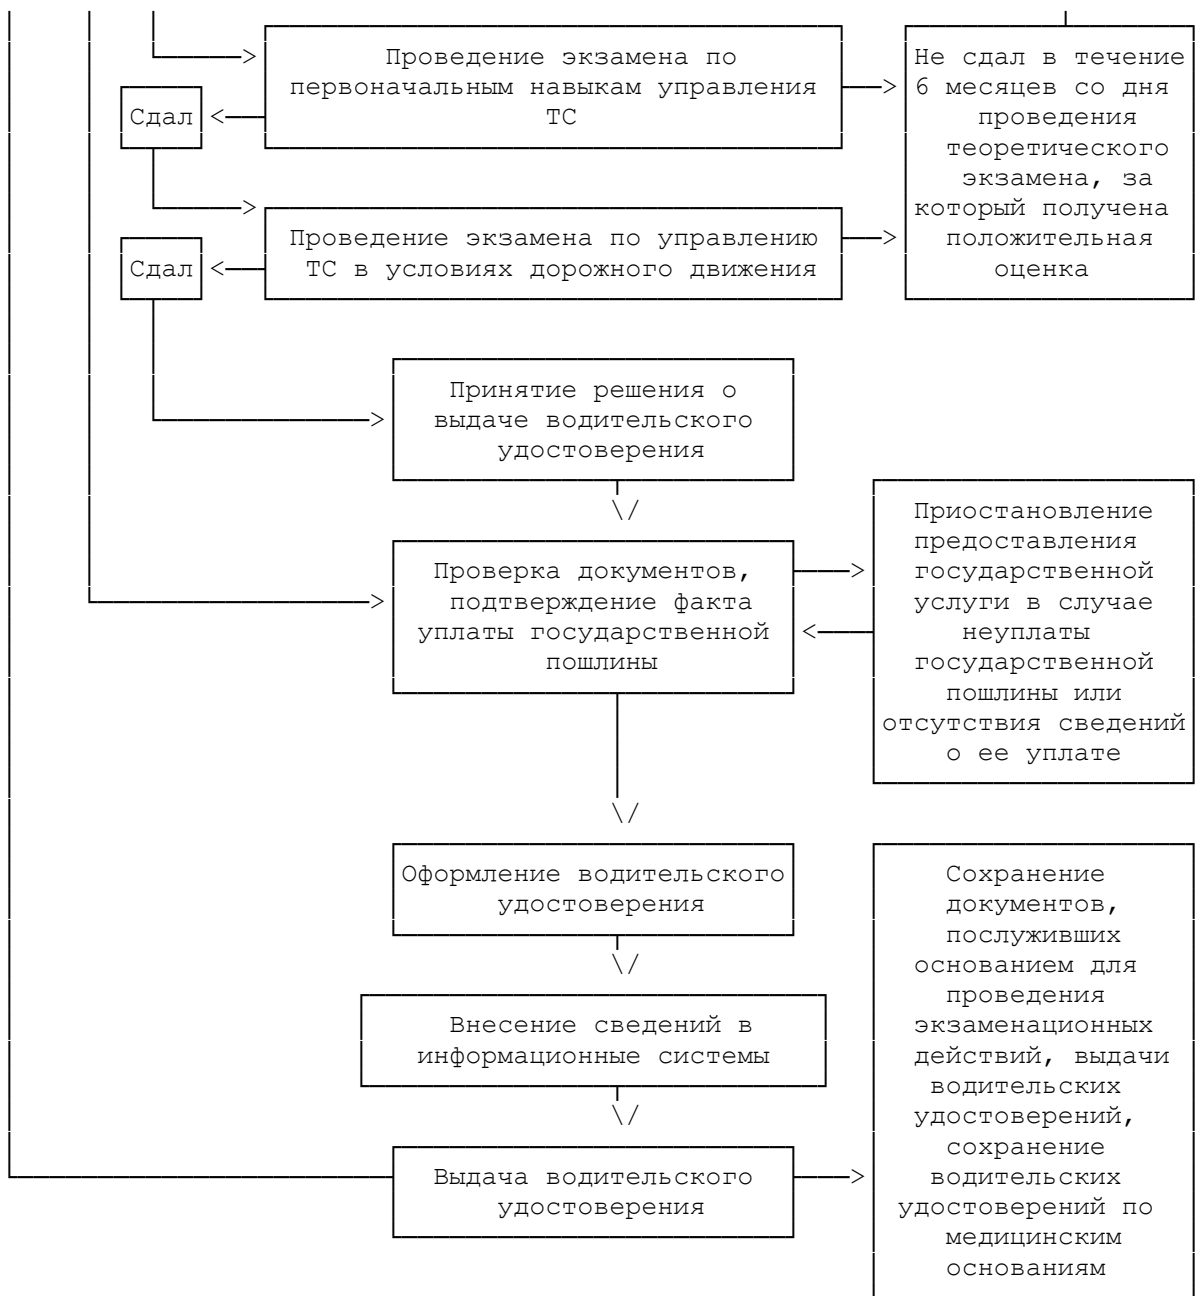 Проведение экзамена по
первоначальным навыкам управления
ТС
Не сдал в течение
6 месяцев со дня
проведения
теоретического
экзамена, за
который получена
положительная
оценка
Сдал
Проведение экзамена по управлению
ТС в условиях дорожного движения
Сдал
Принятие решения о
выдаче водительского
удостоверения
Проверка документов,
подтверждение факта
уплаты государственной
пошлины
Приостановление
предоставления
государственной
услуги в случае
неуплаты
государственной
пошлины или
отсутствия сведений
о ее уплате
Оформление водительского
удостоверения
Внесение сведений в
информационные системы
Выдача водительского
удостоверения
Сохранение
документов,
послуживших
основанием для
проведения
экзаменационных
действий, выдачи
водительских
удостоверений,
сохранение
водительских
удостоверений по
медицинским
основаниям